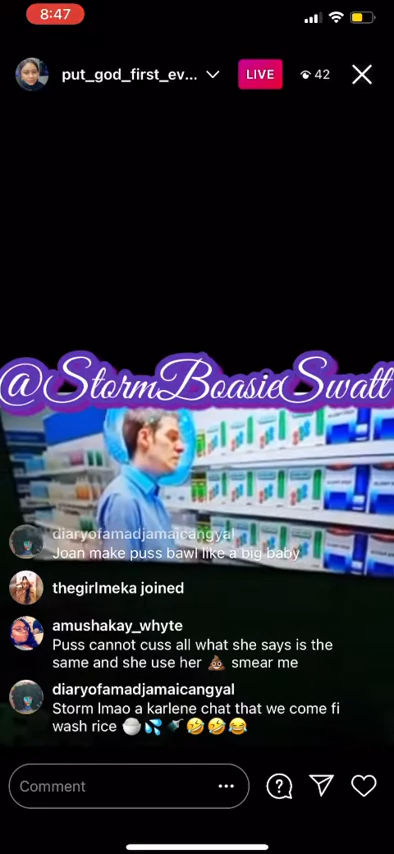 8:47
put_god_first_ev...
LIVE
42
@StormBoasieSwatt
diaryofamadjamaicangyal
Joan make puss bawl like a big baby
thegirlmeka joined
amushakay_whyte
Puss cannot cuss all what she says is the
same and she use her 💩 smear me
diaryofamadjamaicangyal
Storm lmao a karlene chat that we come fi
wash rice 🍚💦🚿🤣🤣😂
Comment